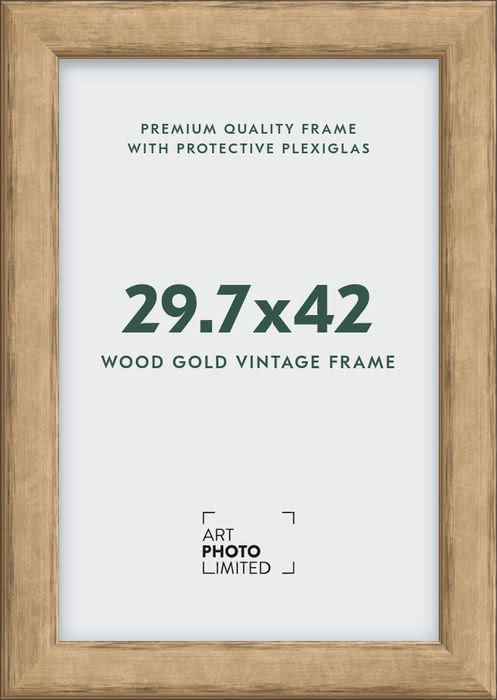 PREMIUM QUALITY FRAME
WITH PROTECTIVE PLEXIGLAS
29.7x42
WOOD GOLD VINTAGE FRAME
ART
PHOTO
LIMITED